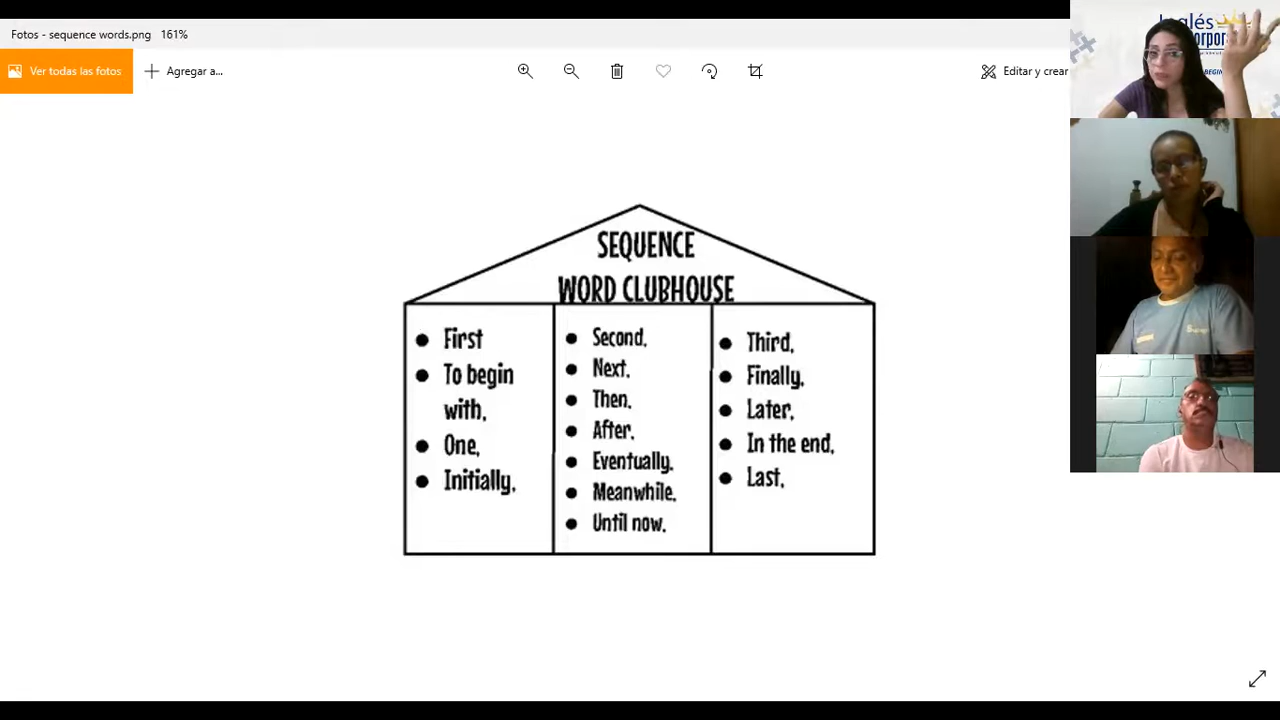 Fotos - sequence words.png 161%
Ver todas las fotos
Agregar a...
Editar y crear
Inglés
SEQUENCE
WORD CLUBHOUSE
First
To begin
with,
One,
Initially,
Second,
Next,
Then,
After,
Eventually,
Meanwhile,
Until now,
Third,
Finally,
Later,
In the end,
Last,